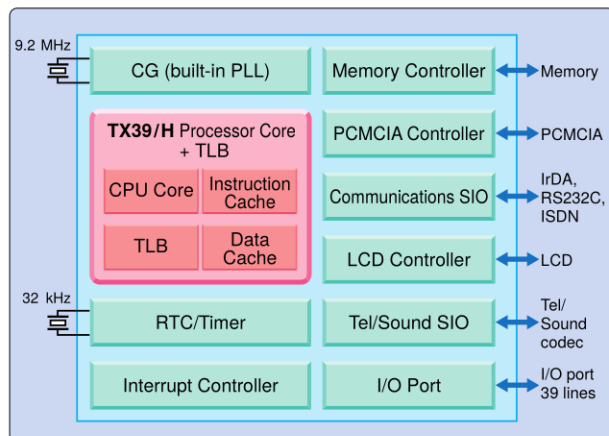 9.2 MHz
CG (built-in PLL)
Memory Controller
Memory
TX39/H Processor Core
+ TLB
PCMCIA Controller
PCMCIA
CPU Core
Instruction
Cache
Communications SIO
IrDA,
RS232C,
ISDN
TLB
Data
Cache
LCD Controller
LCD
32 kHz
RTC/Timer
Tel/Sound SIO
Tel/
Sound
codec
Interrupt Controller
I/O Port
I/O port
39 lines